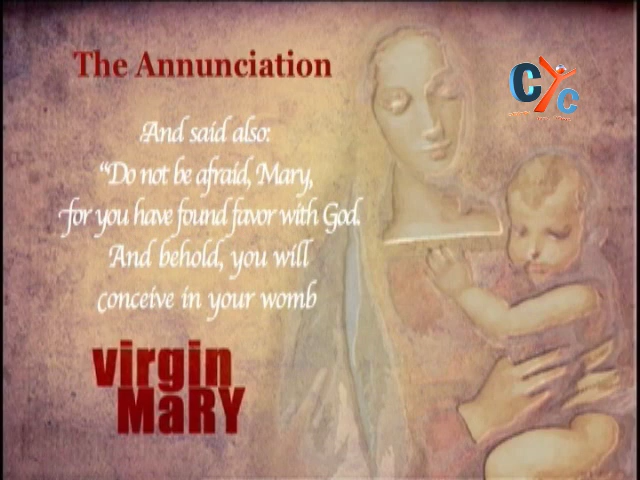 The Annunciation
CYC
And said also:
"Do not be afraid, Mary,
for you have found favor with God.
And behold, you will
conceive in your womb
virgin
MaRY